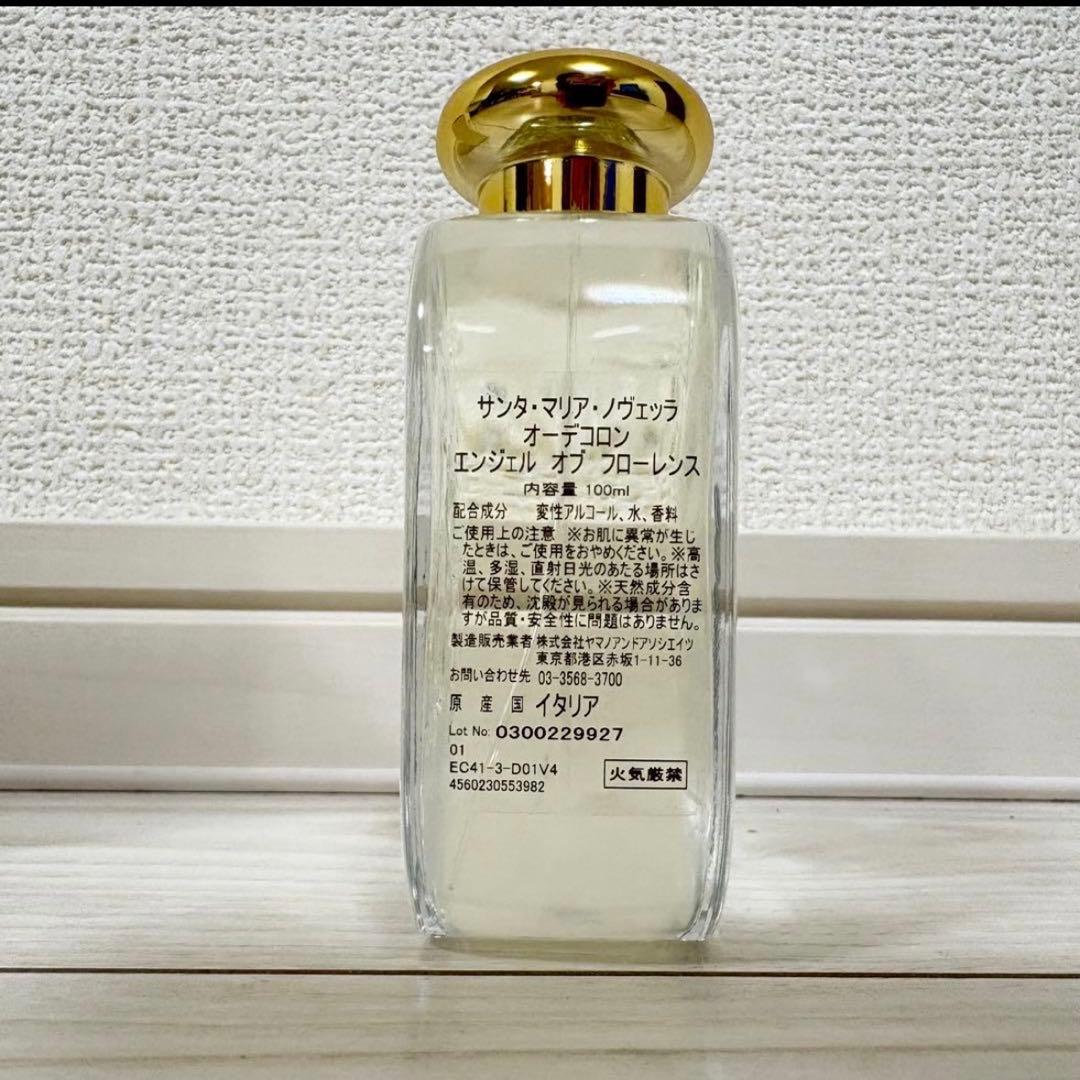 サンタ・マリア・ノヴェッラ
オーデコロン
エンジェル オブ フローレンス
内容量 100ml
配合成分 変性アルコール、水、香料
ご使用上の注意 ※お肌に異常が生じ
たときは、ご使用をおやめください。※高
温、多湿、直射日光のあたる場所はさ
けて保管してください。※天然成分含
有のため、沈殿が見られる場合がありま
すが品質・安全性に問題はありません。
製造販売業者 株式会社ヤマノアンドアソシエイツ
東京都港区赤坂1-11-36
お問い合わせ先 03-3568-3700
原産国 イタリア
Lot No: 0300229927
01
EC41-3-D01V4
4560230553982
火気厳禁